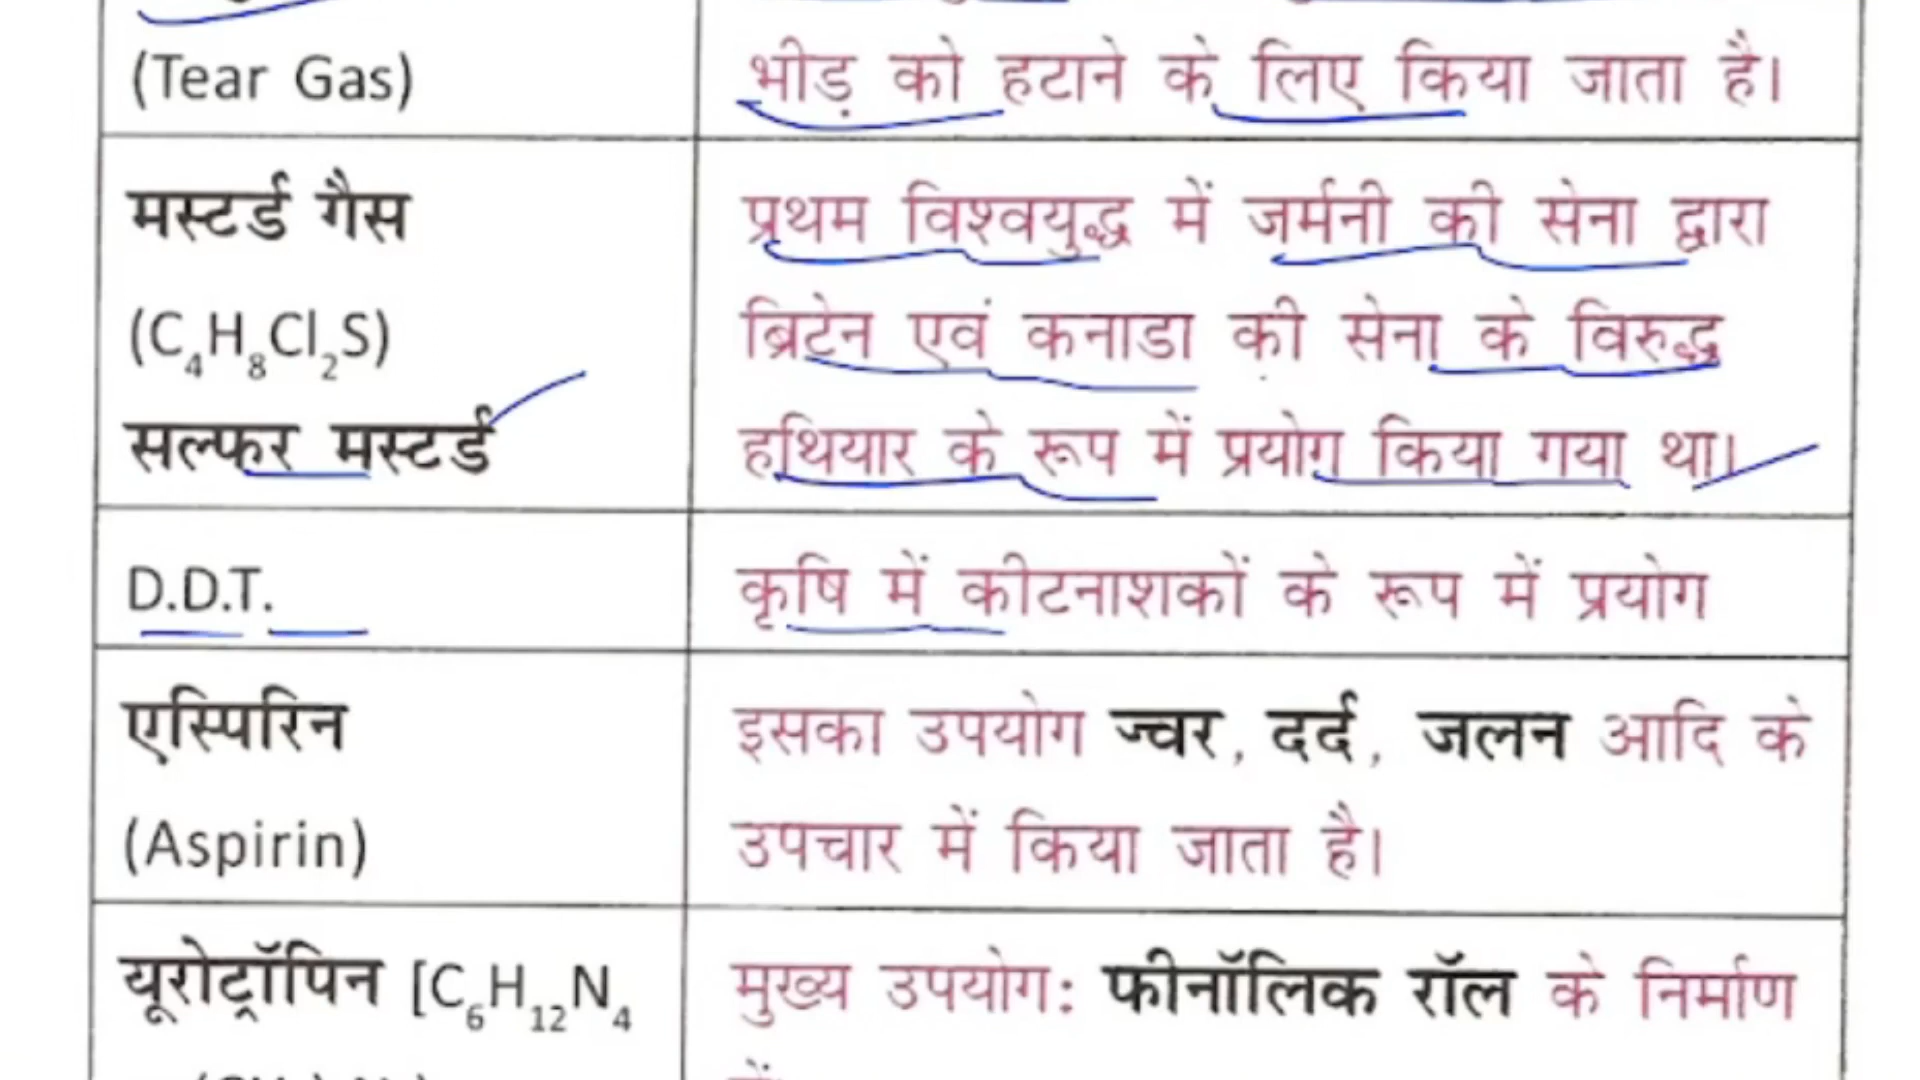 (Tear Gas)
भीड़ को हटाने के लिए किया जाता है।
मस्टर्ड गैस
(C₄H₈Cl₂S)
सल्फर मस्टर्ड
प्रथम विश्वयुद्ध में जर्मनी की सेना द्वारा
ब्रिटेन एवं कनाडा की सेना के विरुद्ध
हथियार के रूप में प्रयोग किया गया था।
D.D.T.
कृषि में कीटनाशकों के रूप में प्रयोग
एस्पिरिन
(Aspirin)
इसका उपयोग ज्वर, दर्द, जलन आदि के
उपचार में किया जाता है।
यूरोट्रॉपिन [C₆H₁₂N₄
मुख्य उपयोग: फीनॉलिक रॉल के निर्माण